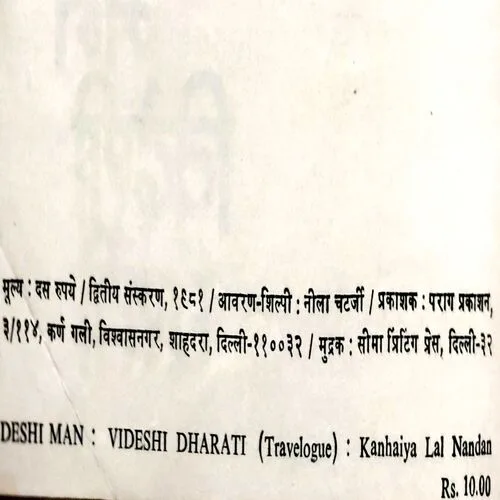 मूल्य : दस रुपये / द्वितीय संस्करण, १९८१ / आवरण-शिल्पी : नीला चटर्जी / प्रकाशक : पराग प्रकाशन,
३/११४, कर्ण गली, विश्वासनगर, शाहदरा, दिल्ली-११००३२ / मुद्रक : सीमा प्रिंटिंग प्रेस, दिल्ली-३२
DESHI MAN : VIDESHI DHARATI (Travelogue) : Kanhaiya Lal Nandan
Rs. 10.00